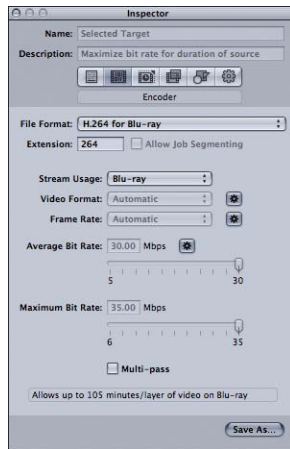 Inspector
Name: Selected Target
Description: Maximize bit rate for duration of source
Encoder
File Format: H.264 for Blu-ray
Extension: 264 Allow Job Segmenting
Stream Usage: Blu-ray
Video Format: Automatic
Frame Rate: Automatic
Average Bit Rate: 30.00 Mbps
5 30
Maximum Bit Rate: 35.00 Mbps
6 35
Multi-pass
Allows up to 105 minutes/layer of video on Blu-ray
Save As...